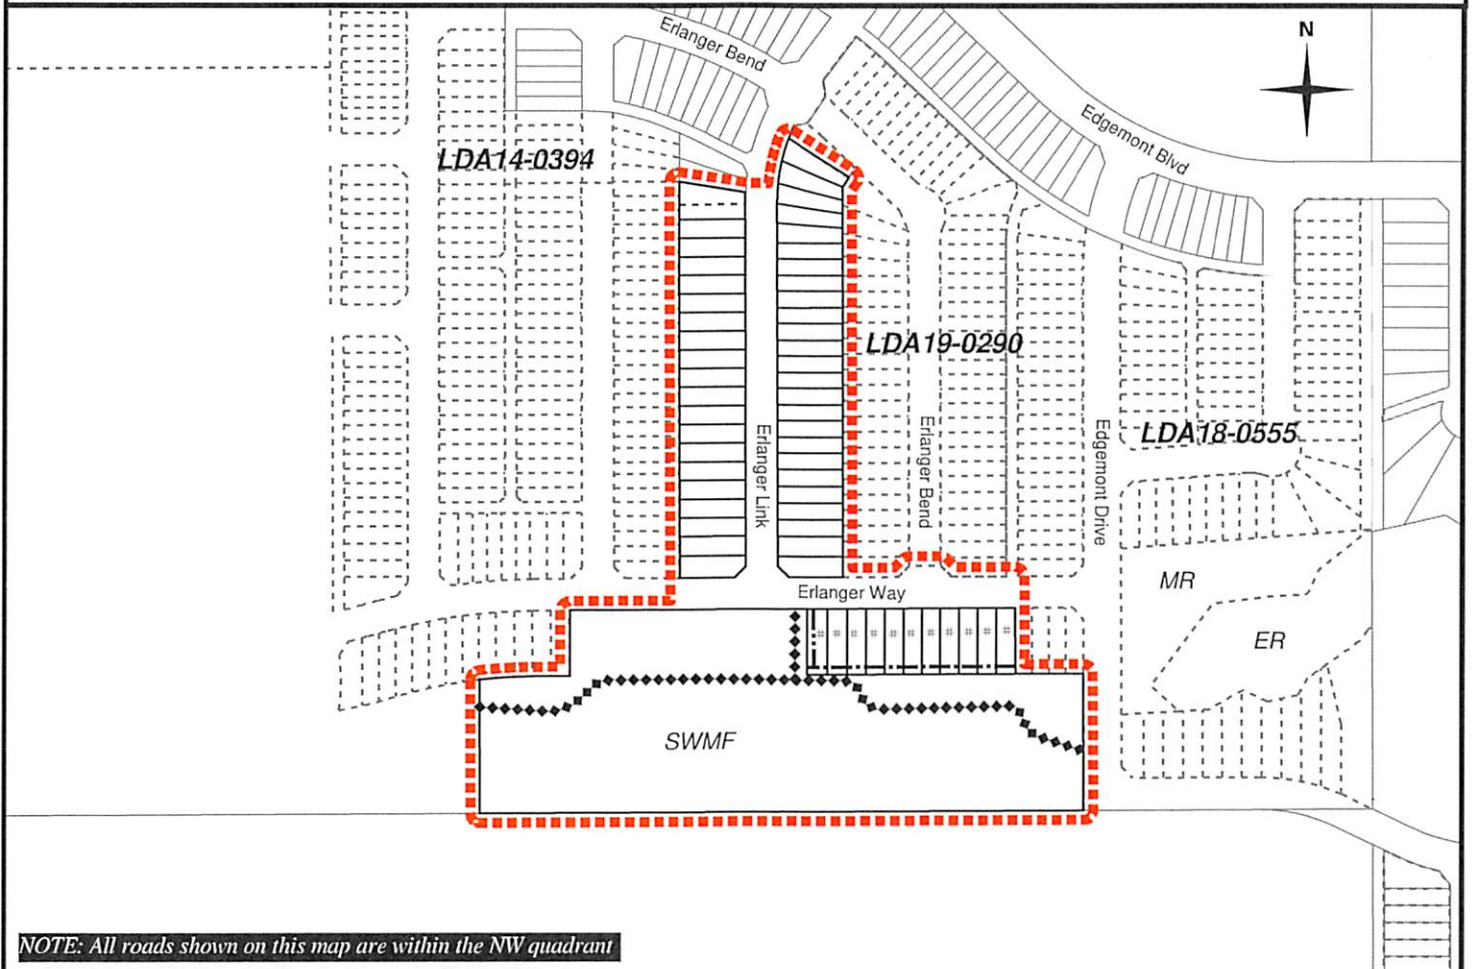 N
Erlanger Bend
Edgemont Blvd
LDA14-0394
LDA19-0290
Erlanger Link
Erlanger Bend
Edgemont Drive
LDA18-0555
MR
Erlanger Way
# # # # # # # # # #
ER
SWMF
NOTE: All roads shown on this map are within the NW quadrant